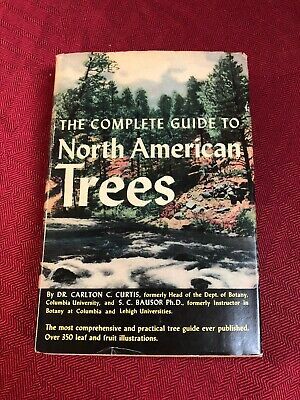 THE COMPLETE GUIDE TO
North American
Trees
By DR. CARLTON C. CURTIS, formerly Head of the Dept. of Botany,
Columbia University, and S. C. BAUSOR Ph.D., formerly Instructor in
Botany at Columbia and Lehigh Universities.
The most comprehensive and practical tree guide ever published.
Over 350 leaf and fruit illustrations.